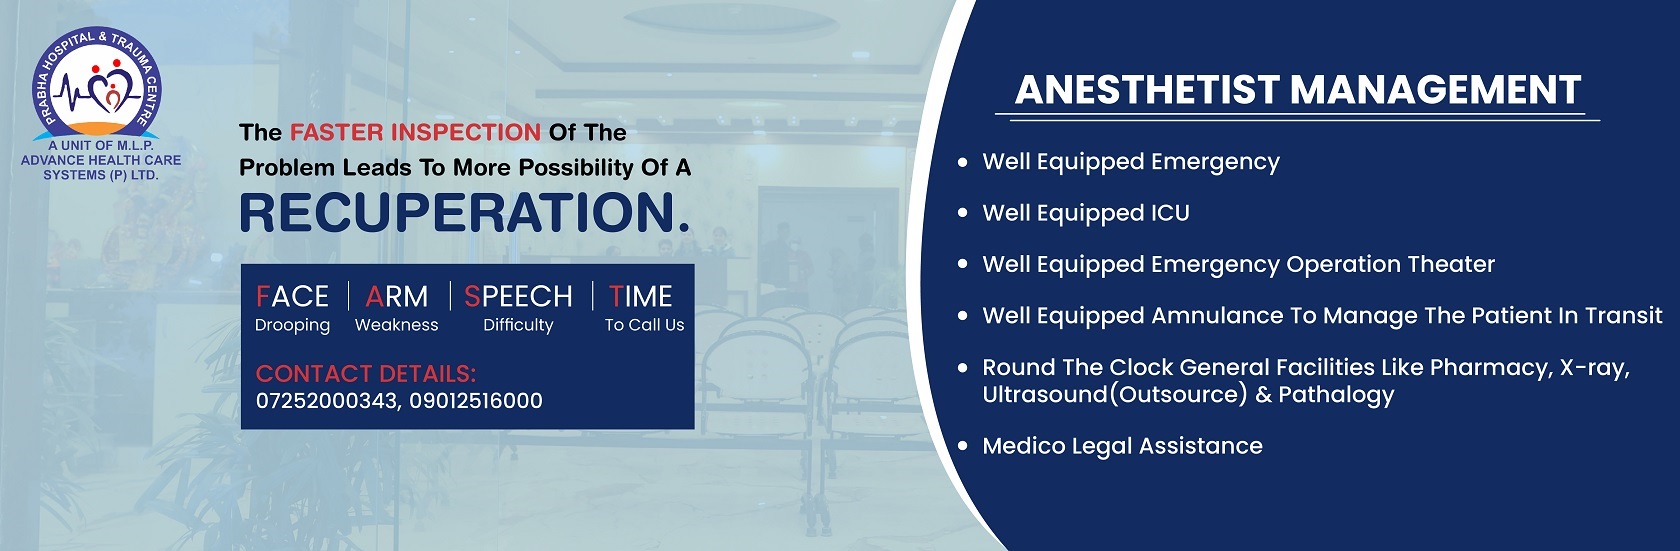 PRABHA HOSPITAL & TRAUMA CENTRE
A UNIT OF M.L.P.
ADVANCE HEALTH CARE
SYSTEMS (P) LTD.
The FASTER INSPECTION Of The
Problem Leads To More Possibility Of A
RECUPERATION.
FACE ARM SPEECH TIME
Drooping Weakness Difficulty To Call Us
CONTACT DETAILS:
07252000343, 09012516000
ANESTHETIST MANAGEMENT
Well Equipped Emergency
Well Equipped ICU
Well Equipped Emergency Operation Theater
Well Equipped Amnulance To Manage The Patient In Transit
Round The Clock General Facilities Like Pharmacy, X-ray,
Ultrasound(Outsource) & Pathalogy
Medico Legal Assistance